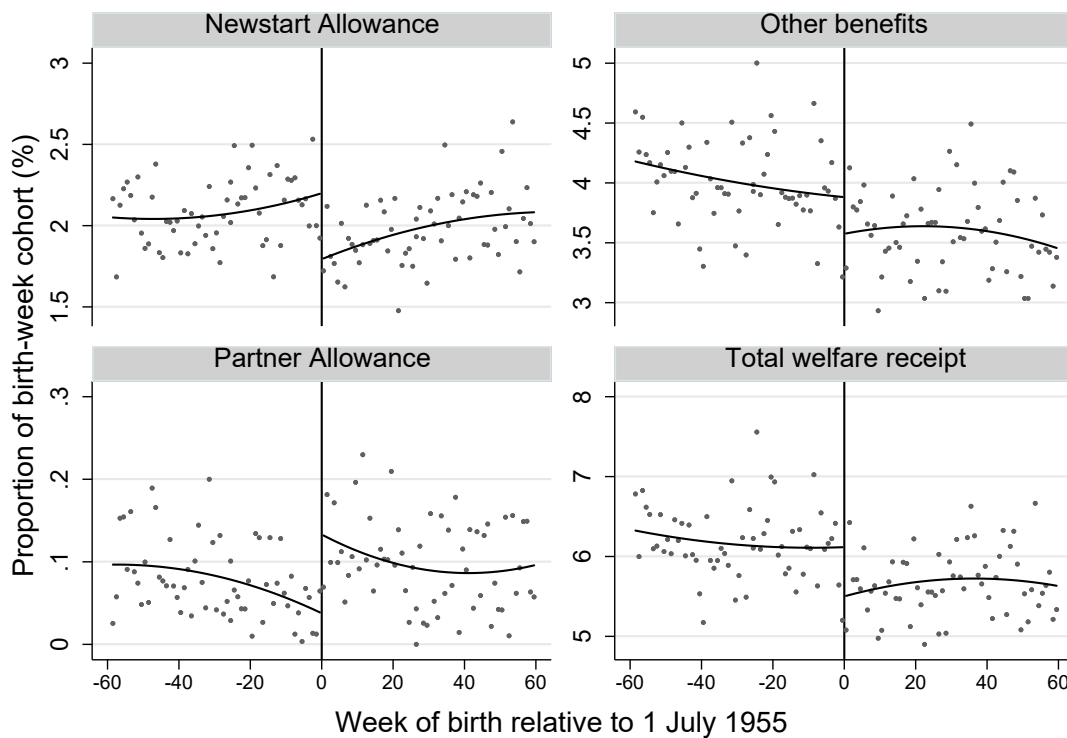 Newstart Allowance
3
2.5
2
1.5
Other benefits
5
4.5
4
3.5
3
Partner Allowance
.3
.2
.1
0
-60 -40 -20 0 20 40 60
Total welfare receipt
8
7
6
5
-60 -40 -20 0 20 40 60
Proportion of birth-week cohort (%)
Week of birth relative to 1 July 1955